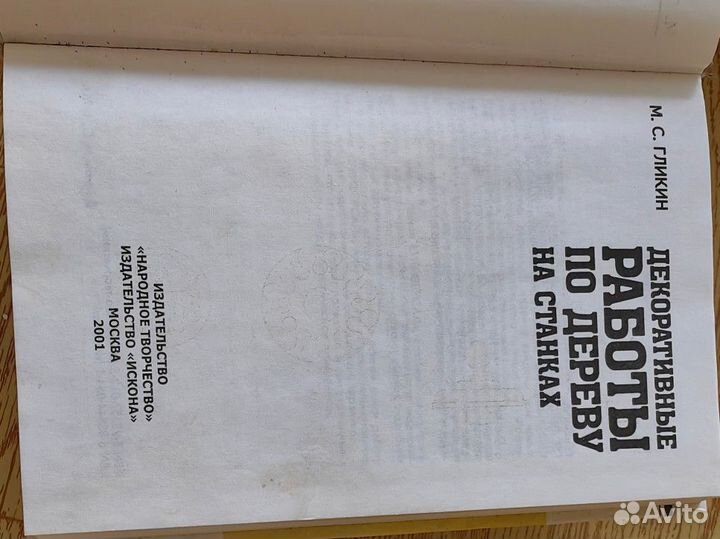 М. С. ГЛИКИН
ДЕКОРАТИВНЫЕ
РАБОТЫ
ПО ДЕРЕВУ
НА СТАНКАХ
ИЗДАТЕЛЬСТВО
«НАРОДНОЕ ТВОРЧЕСТВО»
ИЗДАТЕЛЬСТВО «ИСКОНА»
МОСКВА
2001
Avito